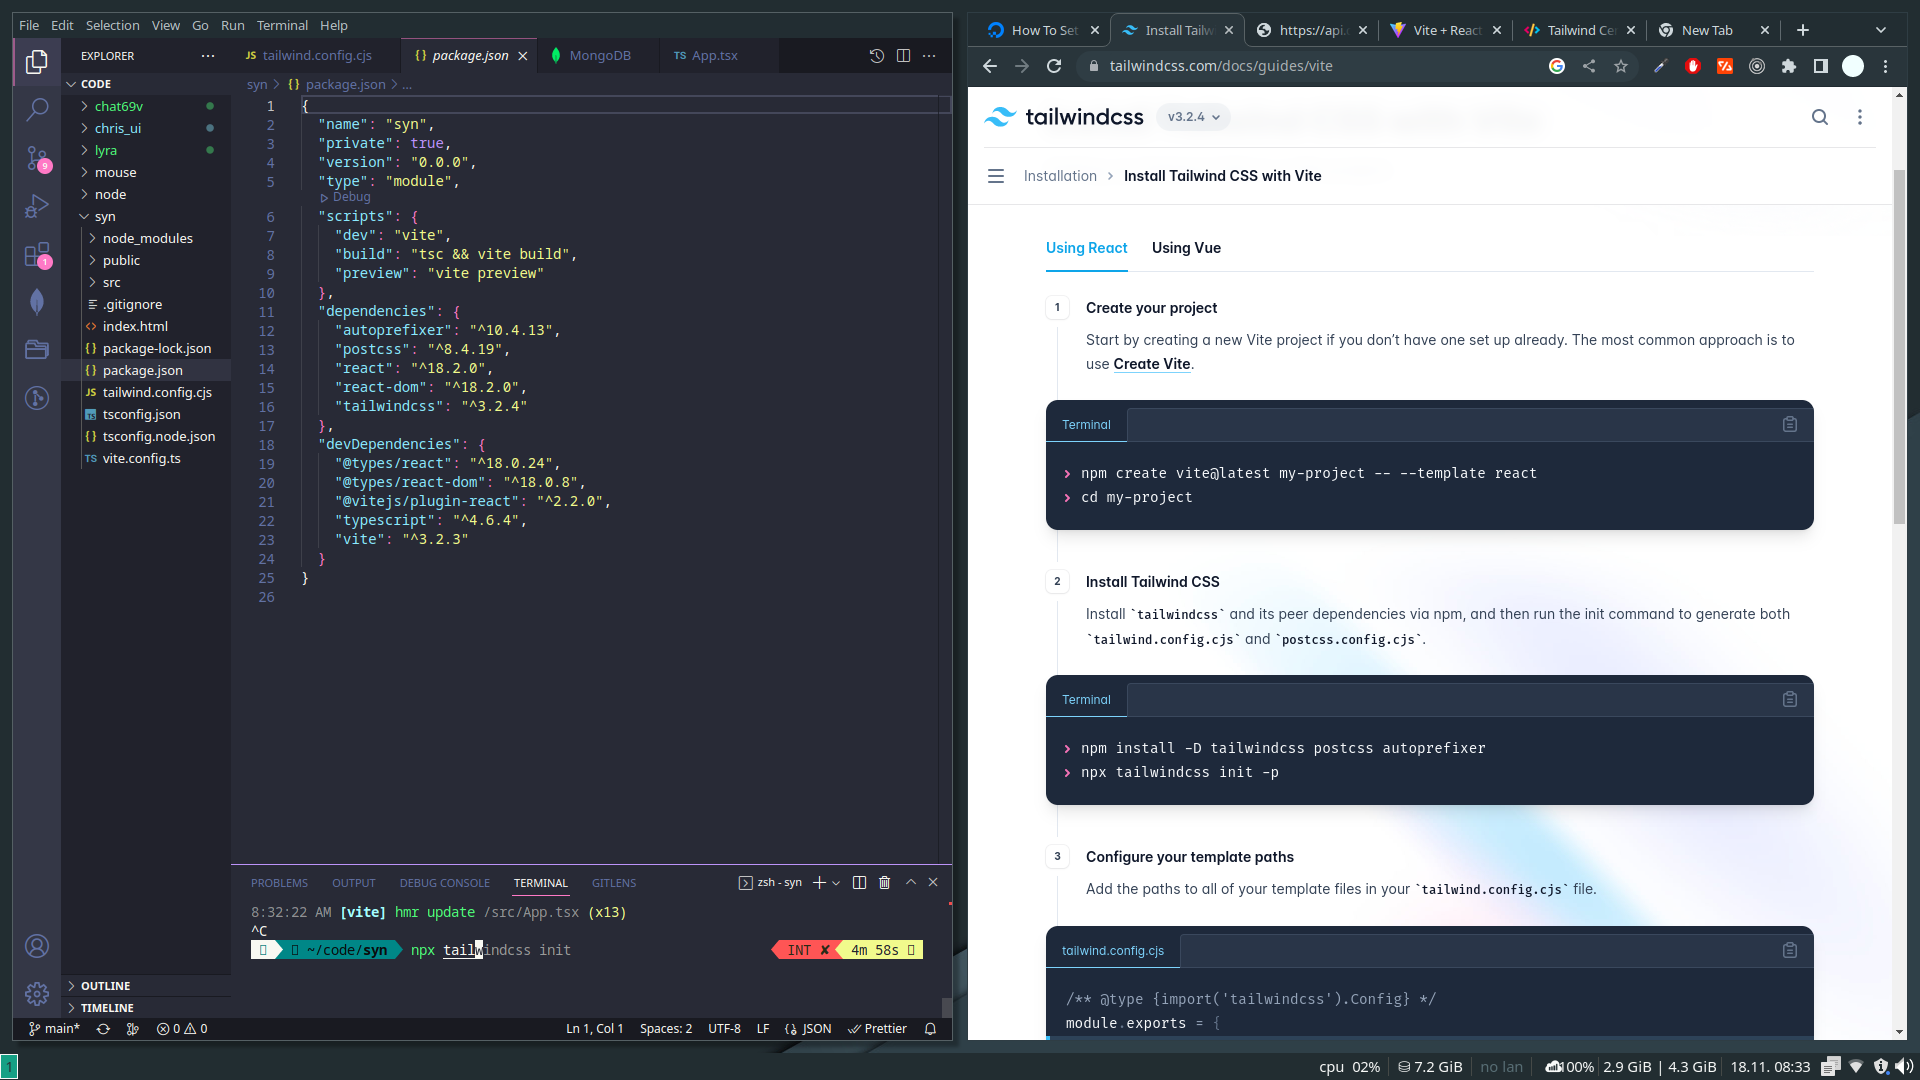 File Edit Selection View Go Run Terminal Help
EXPLORER
CODE
chat69v
chris_ui
lyra
mouse
node
syn
node_modules
public
src
.gitignore
index.html
package-lock.json
package.json
tailwind.config.cjs
tsconfig.json
tsconfig.node.json
vite.config.ts
OUTLINE
TIMELINE
9
1
JS tailwind.config.cjs {} package.json MongoDB TS App.tsx
syn > {} package.json > ...
1 {
2 "name": "syn",
3 "private": true,
4 "version": "0.0.0",
5 "type": "module",
Debug
6 "scripts": {
7 "dev": "vite",
8 "build": "tsc && vite build",
9 "preview": "vite preview"
10 },
11 "dependencies": {
12 "autoprefixer": "^10.4.13",
13 "postcss": "^8.4.19",
14 "react": "^18.2.0",
15 "react-dom": "^18.2.0",
16 "tailwindcss": "^3.2.4"
17 },
18 "devDependencies": {
19 "@types/react": "^18.0.24",
20 "@types/react-dom": "^18.0.8",
21 "@vitejs/plugin-react": "^2.2.0",
22 "typescript": "^4.6.4",
23 "vite": "^3.2.3"
24 }
25 }
26
PROBLEMS OUTPUT DEBUG CONSOLE TERMINAL GITLENS zsh - syn
8:32:22 AM [vite] hmr update /src/App.tsx (x13)
^C
~/code/syn npx tailwindcss init INT ✘ 4m 58s
main* 0 0 Ln 1, Col 1 Spaces: 2 UTF-8 LF {} JSON Prettier
How To Set Install Tailw https://api. Vite + React Tailwind Ce New Tab
tailwindcss.com/docs/guides/vite
tailwindcss v3.2.4
Installation > Install Tailwind CSS with Vite
Using React Using Vue
1 Create your project
Start by creating a new Vite project if you don’t have one set up already. The most common approach is to
use Create Vite.
Terminal
> npm create vite@latest my-project -- --template react
> cd my-project
2 Install Tailwind CSS
Install `tailwindcss` and its peer dependencies via npm, and then run the init command to generate both
`tailwind.config.cjs` and `postcss.config.cjs`.
Terminal
> npm install -D tailwindcss postcss autoprefixer
> npx tailwindcss init -p
3 Configure your template paths
Add the paths to all of your template files in your `tailwind.config.cjs` file.
tailwind.config.cjs
/** @type {import('tailwindcss').Config} */
module.exports = {
1 cpu 02% 7.2 GiB no lan 100% 2.9 GiB | 4.3 GiB 18.11. 08:33